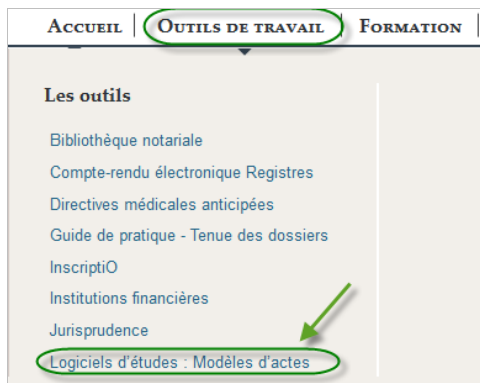 Accueil | Outils de travail | Formation |
Les outils
Bibliothèque notariale
Compte-rendu électronique Registres
Directives médicales anticipées
Guide de pratique - Tenue des dossiers
InscriptiO
Institutions financières
Jurisprudence
Logiciels d'études : Modèles d'actes